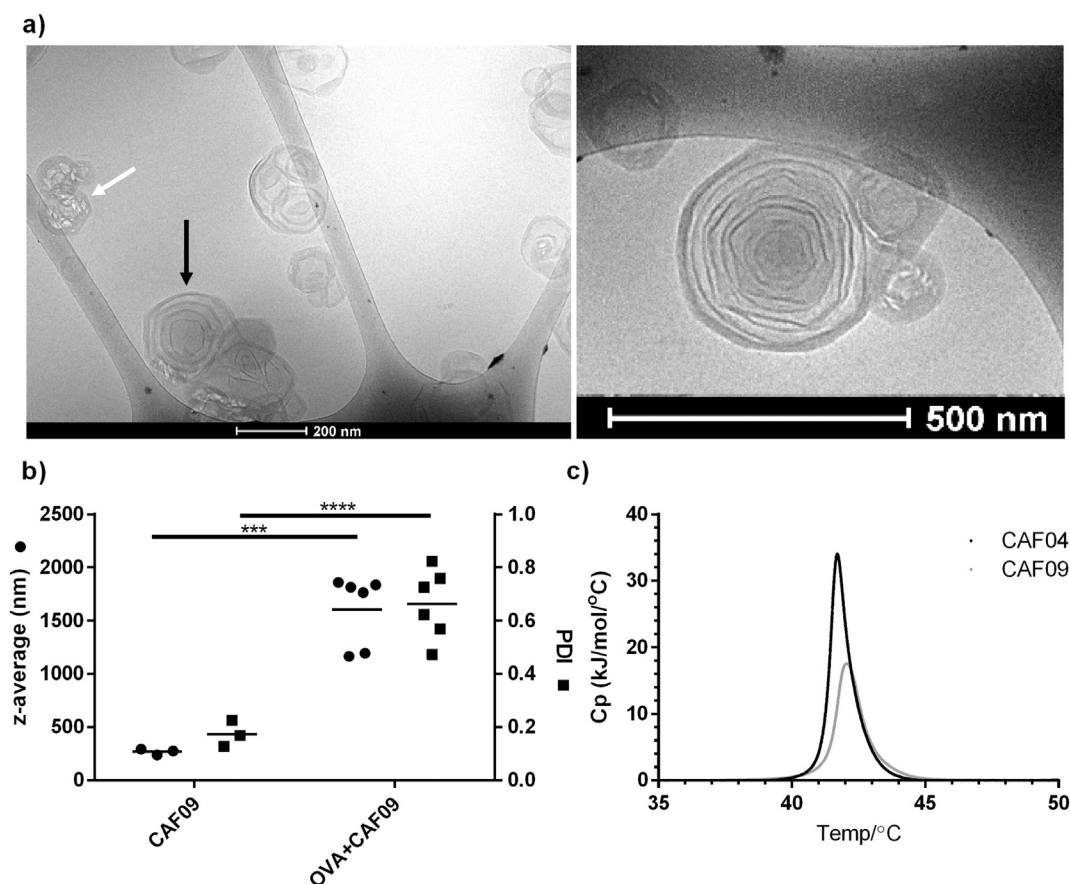 a)
200 nm
500 nm
b)
z-average (nm)
2500
2000
1500
1000
500
0
***
****
1.0
0.8
0.6
0.4
0.2
0.0
PDI
CAF09
OVA+CAF09
c)
Cp (kJ/mol/°C)
40
30
20
10
0
CAF04
CAF09
35
40
45
50
Temp/°C